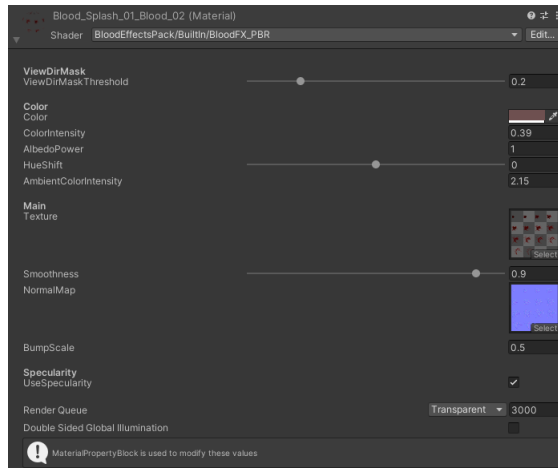 Blood_Splash_01_Blood_02 (Material)
Shader BloodEffectsPack/BuiltIn/BloodFX_PBR Edit...
ViewDirMask
ViewDirMaskThreshold 0.2
Color
Color
ColorIntensity 0.39
AlbedoPower 1
HueShift 0
AmbientColorIntensity 2.15
Main
Texture
Select
Smoothness 0.9
NormalMap
Select
BumpScale 0.5
Specularity
UseSpecularity
Render Queue Transparent 3000
Double Sided Global Illumination
MaterialPropertyBlock is used to modify these values